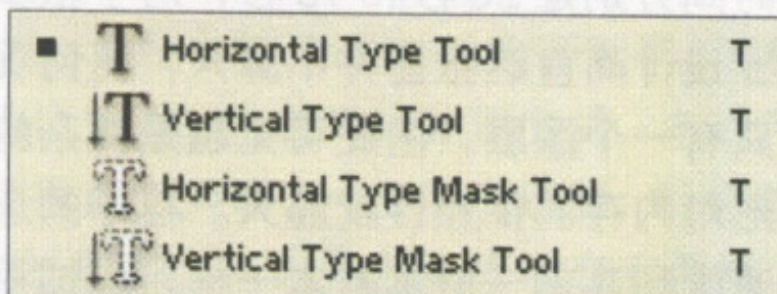 Horizontal Type Tool T
Vertical Type Tool T
Horizontal Type Mask Tool T
Vertical Type Mask Tool T